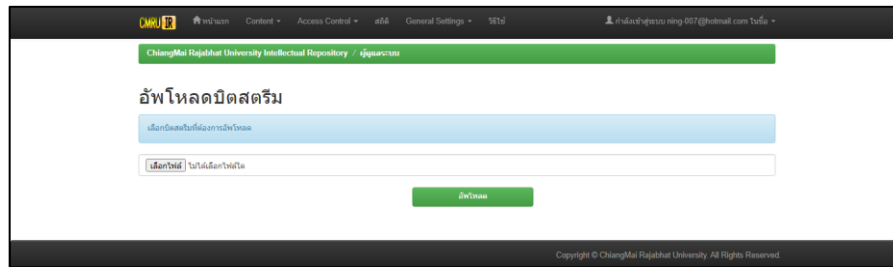 CMRU IR หน้าแรก Content Access Control สถิติ General Settings วิธีใช้ กำลังเข้าสู่ระบบ ning-007@hotmail.com ในชื่อ
ChiangMai Rajabhat University Intellectual Repository / ผู้ดูแลระบบ
อัพโหลดบิตสตรีม
เลือกบิตสตรีมที่ต้องการอัพโหลด
เลือกไฟล์ ไม่ได้เลือกไฟล์ใด
อัพโหลด
Copyright © ChiangMai Rajabhat University. All Rights Reserved.